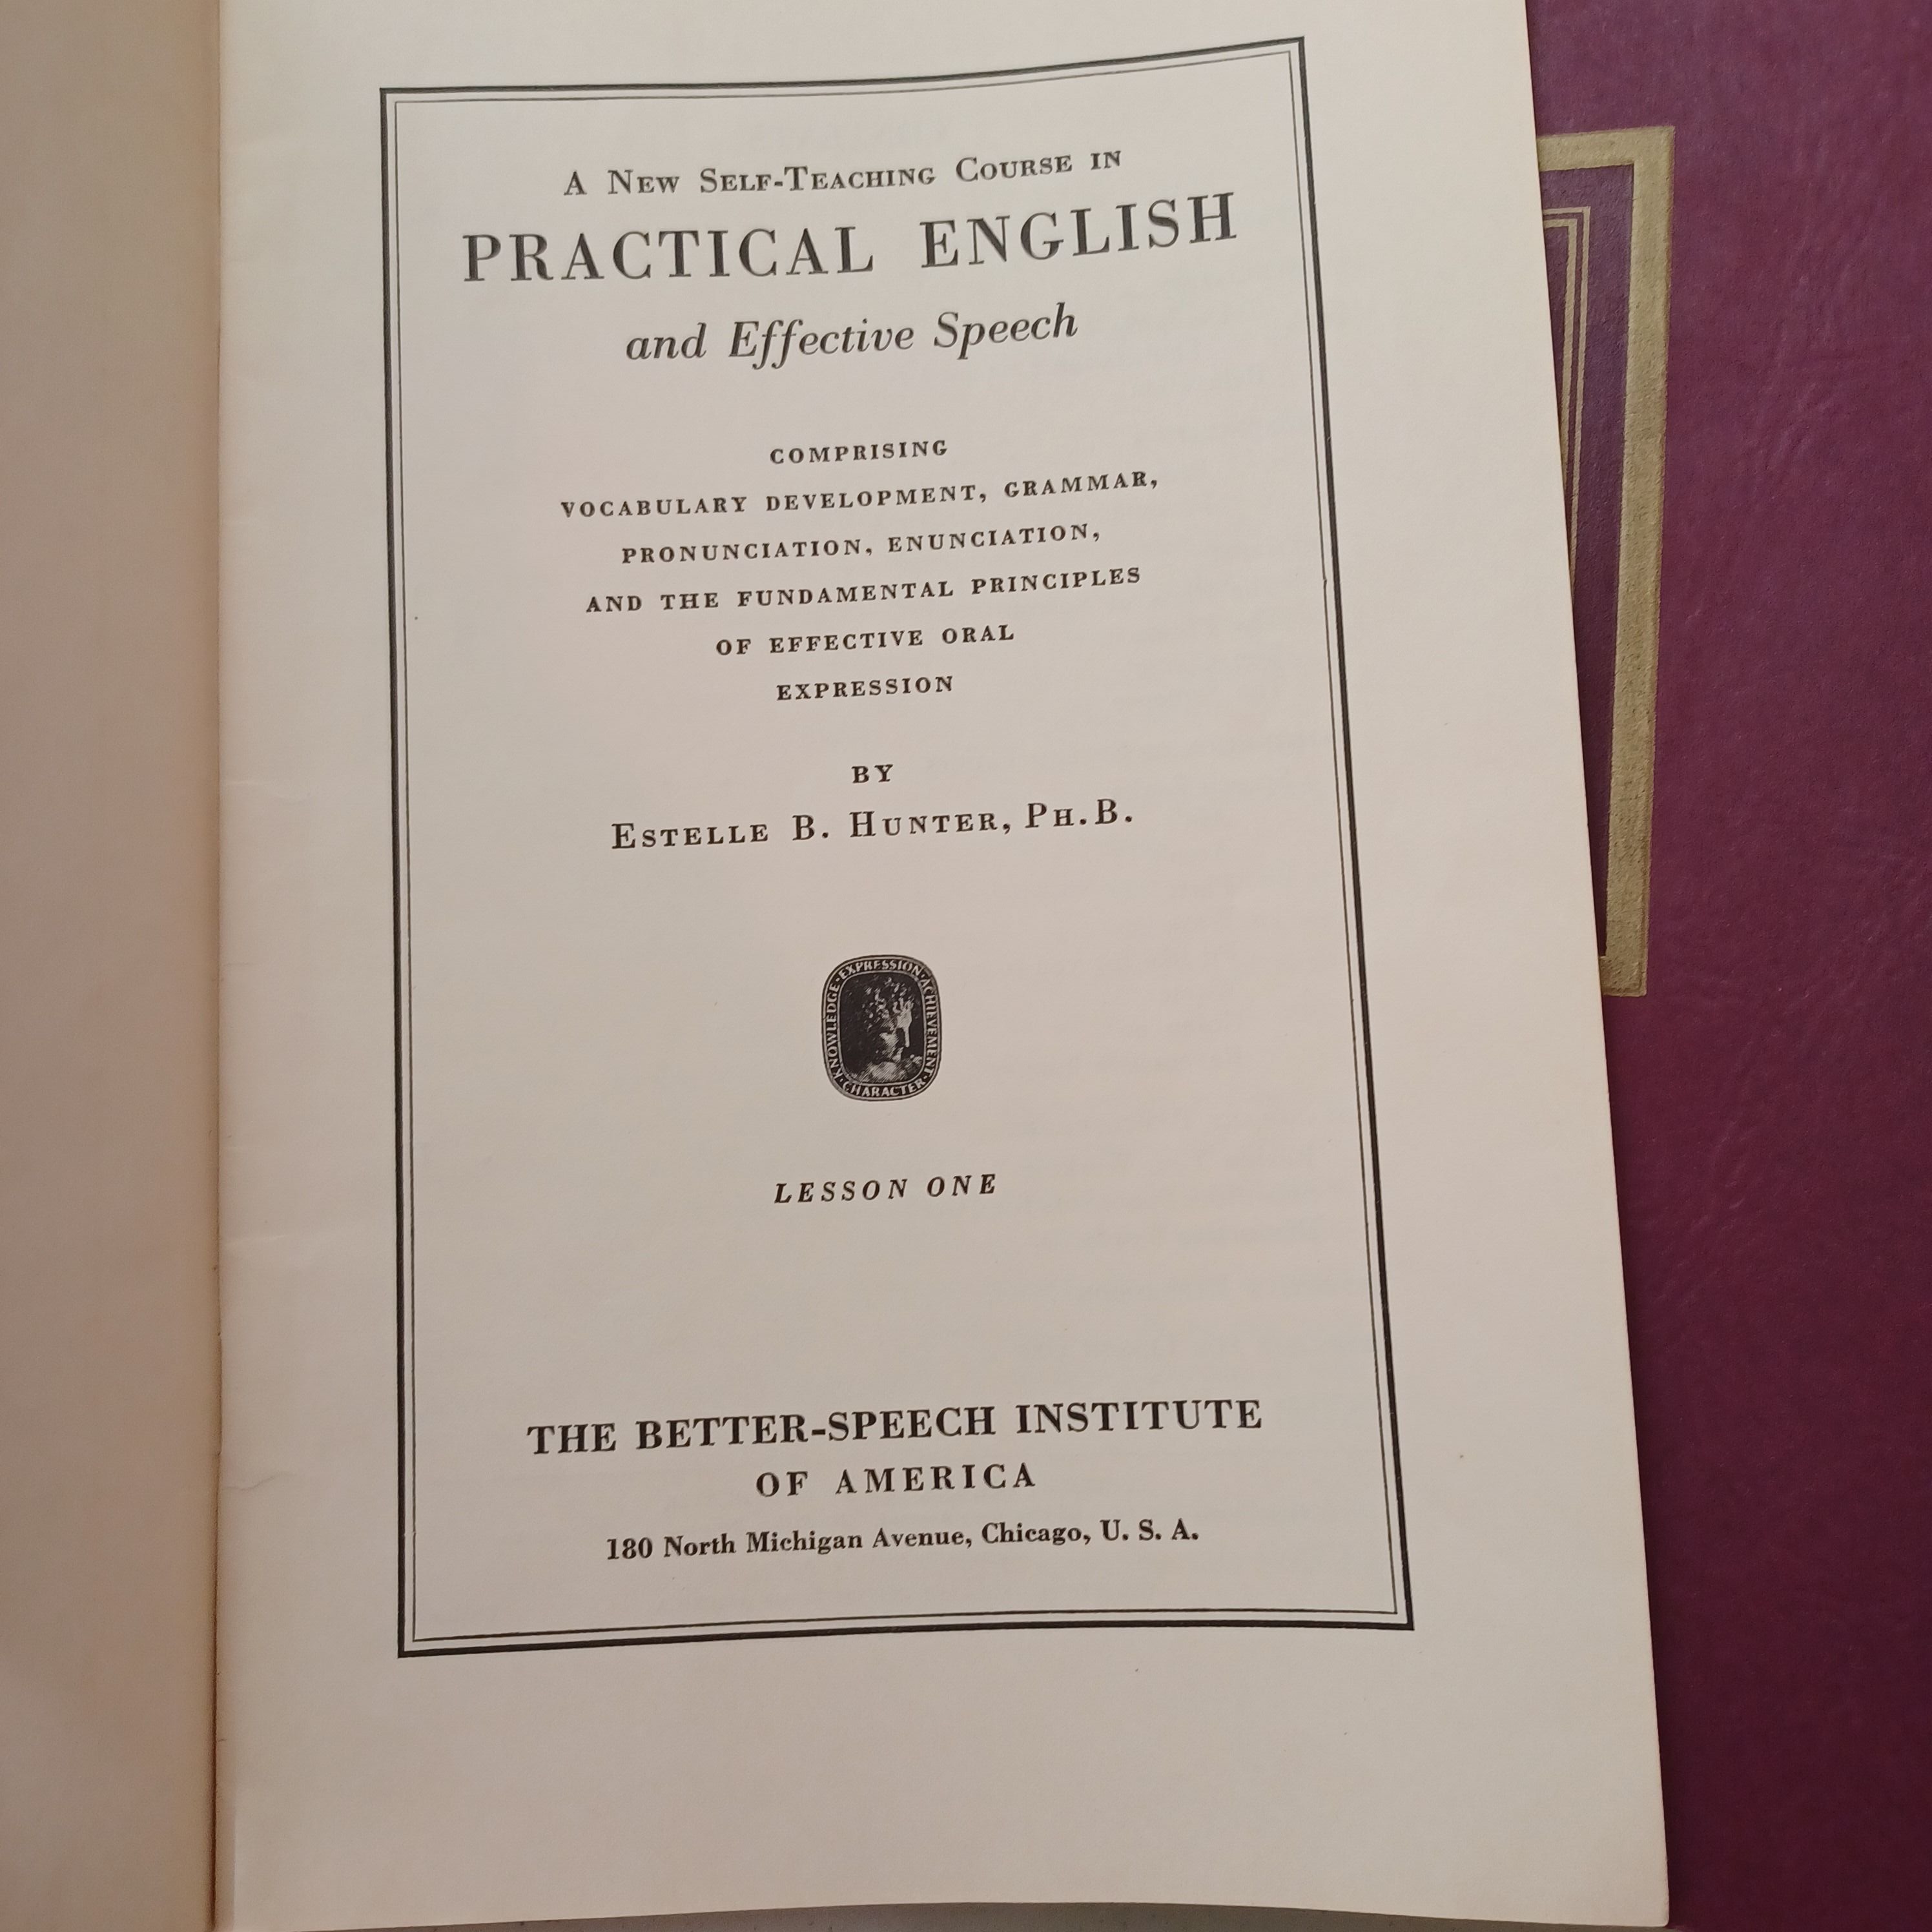 A New Self-Teaching Course in
PRACTICAL ENGLISH
and Effective Speech
COMPRISING
VOCABULARY DEVELOPMENT, GRAMMAR,
PRONUNCIATION, ENUNCIATION,
AND THE FUNDAMENTAL PRINCIPLES
OF EFFECTIVE ORAL
EXPRESSION
BY
Estelle B. Hunter, Ph.B.
KNOWLEDGE · EXPRESSION · ACHIEVEMENT · CHARACTER ·
LESSON ONE
THE BETTER-SPEECH INSTITUTE
OF AMERICA
180 North Michigan Avenue, Chicago, U. S. A.